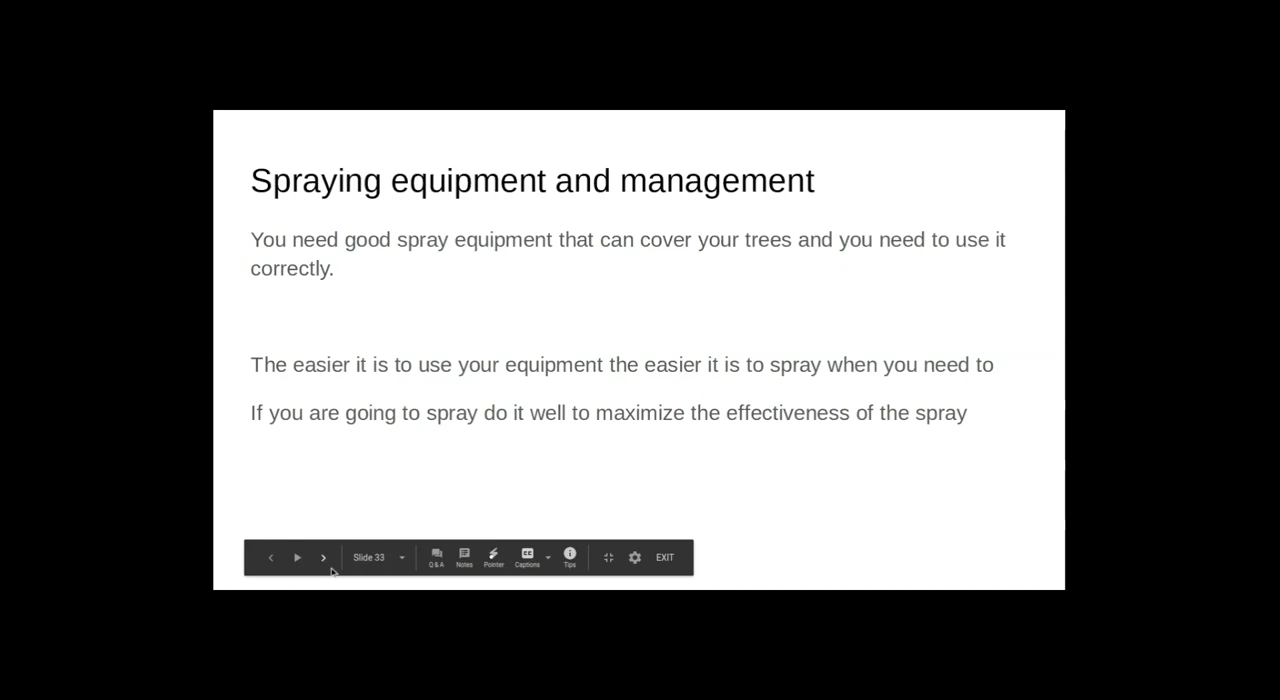 Spraying equipment and management
You need good spray equipment that can cover your trees and you need to use it
correctly.
The easier it is to use your equipment the easier it is to spray when you need to
If you are going to spray do it well to maximize the effectiveness of the spray
Slide 33
Q & A
Notes
Pointer
CC
Captions
Tips
EXIT